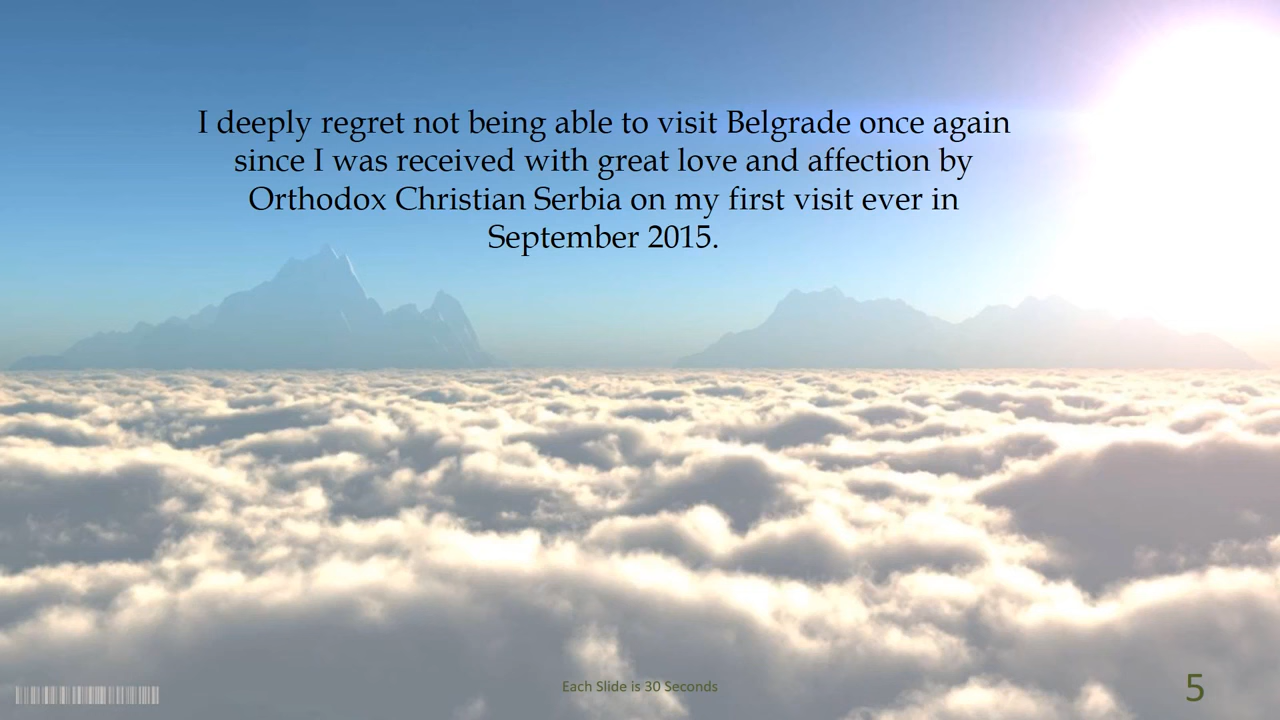 I deeply regret not being able to visit Belgrade once again
since I was received with great love and affection by
Orthodox Christian Serbia on my first visit ever in
September 2015.
Each Slide is 30 Seconds
5